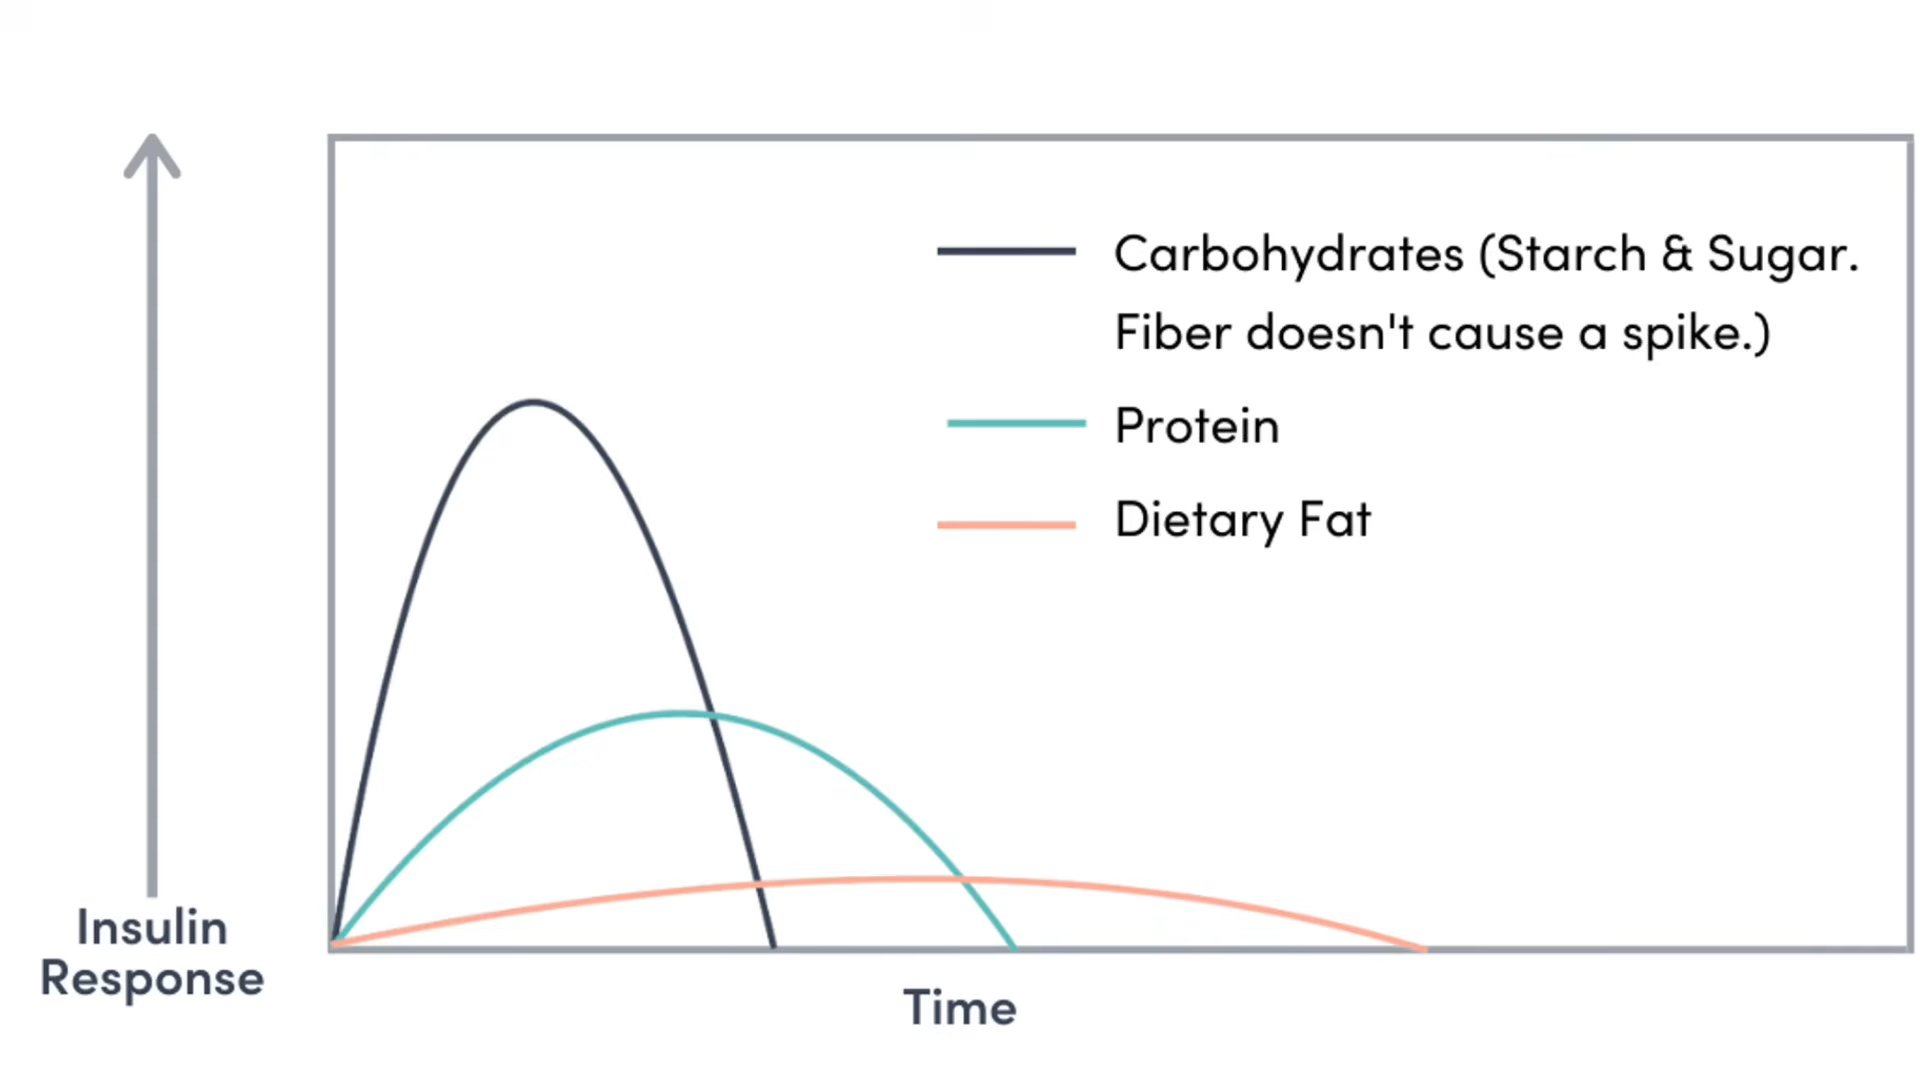 Carbohydrates (Starch & Sugar.
Fiber doesn't cause a spike.)
Protein
Dietary Fat
Insulin
Response
Time